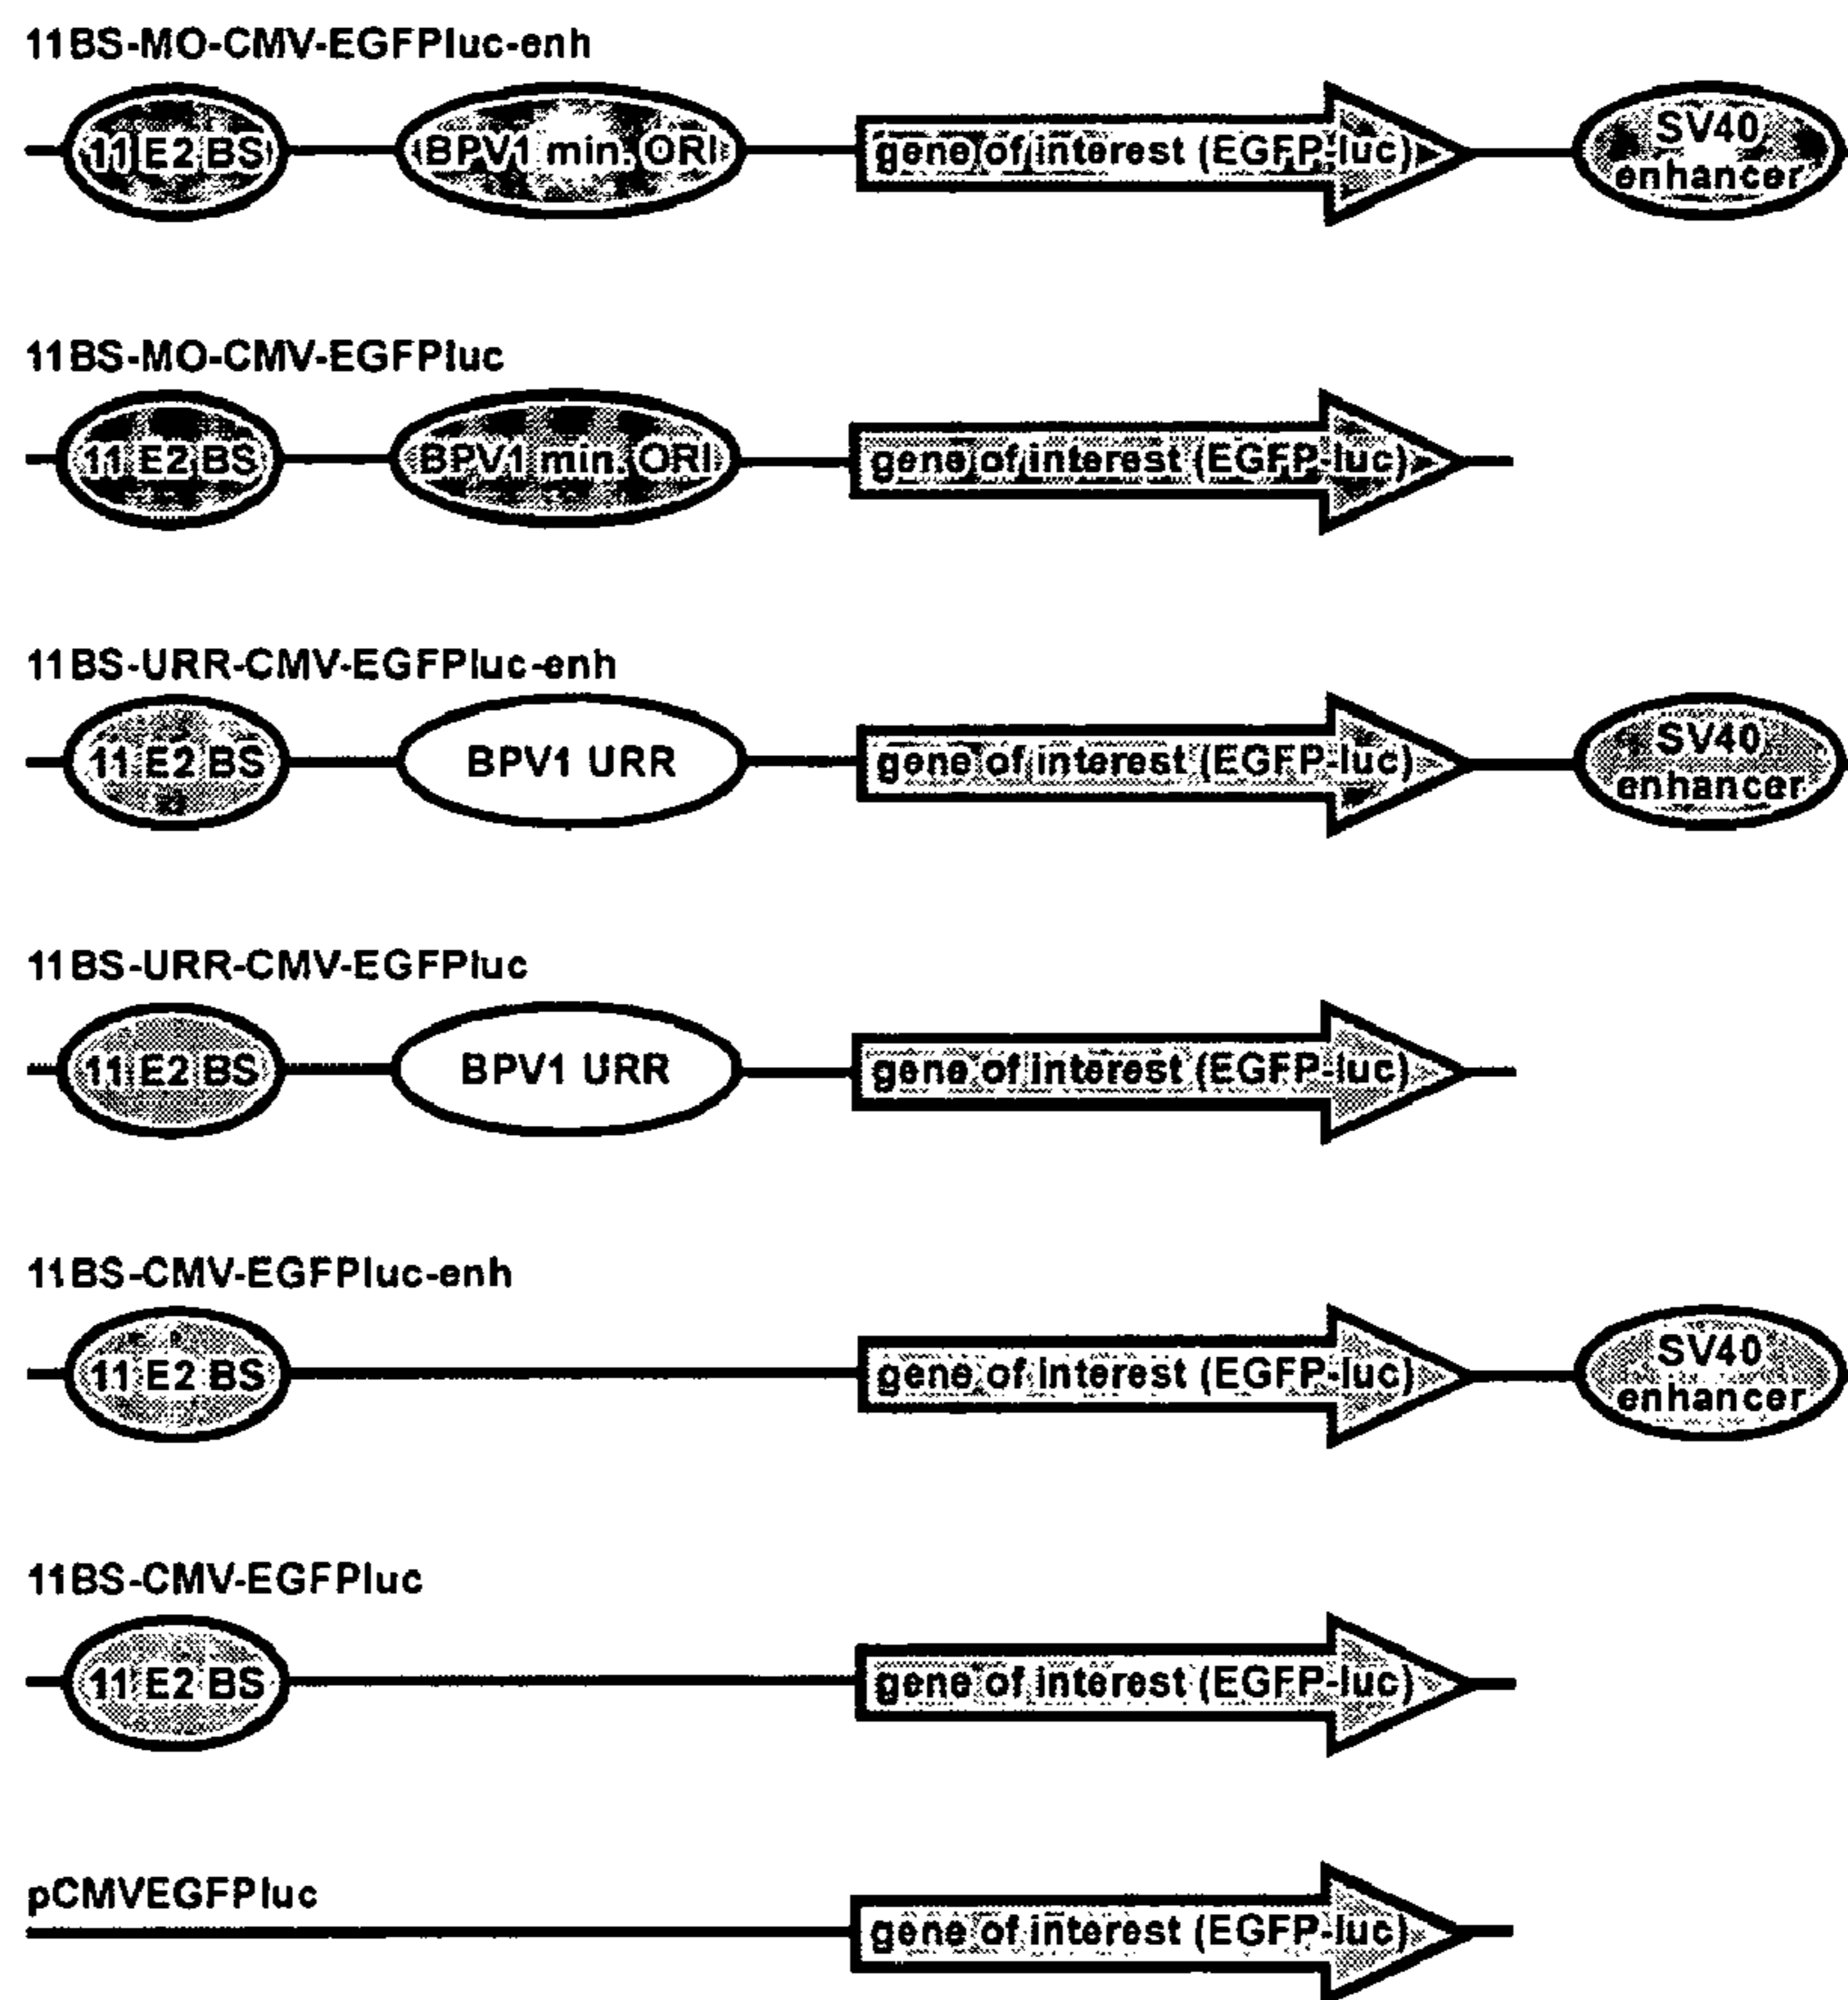 11BS-MO-CMV-EGFPluc-enh
11 E2 BS BPV1 min. ORI gene of interest (EGFP-luc) SV40
enhancer
11BS-MO-CMV-EGFPluc
11 E2 BS BPV1 min. ORI gene of interest (EGFP-luc)
11BS-URR-CMV-EGFPluc-enh
11 E2 BS BPV1 URR gene of interest (EGFP-luc) SV40
enhancer
11BS-URR-CMV-EGFPluc
11 E2 BS BPV1 URR gene of interest (EGFP-luc)
11BS-CMV-EGFPluc-enh
11 E2 BS gene of interest (EGFP-luc) SV40
enhancer
11BS-CMV-EGFPluc
11 E2 BS gene of interest (EGFP-luc)
pCMVEGFPluc
gene of interest (EGFP-luc)